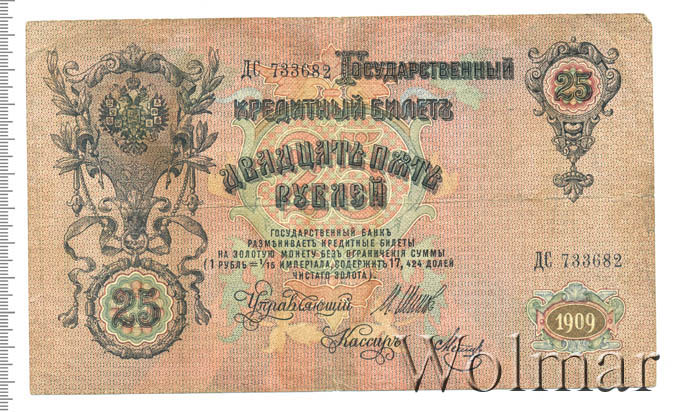 ДС 733682 Государственный
25
Кредитный Билетъ
Двадцать пять
рублей
Государственный Банкъ
размѣниваетъ кредитные билеты
на золотую монету безъ ограниченія суммы
(1 рубль = 1/15 имперіала, содержитъ 17, 424 долей
чистаго золота).
ДС 733682
25
Управляющій
Кассиръ
1909
Wolmar